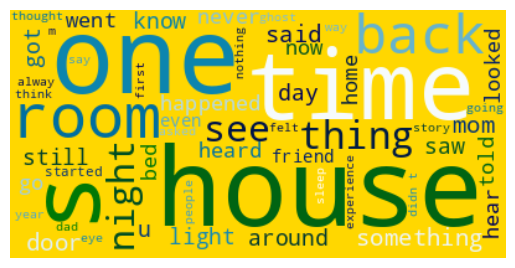 thought
m
went
know
never
ghost
way
said
back
got
one
say
first
nothing
now
time
looked
alway
think
happened
day
home
going
room
even
asked
see
felt
thing
story
mom
still
night
bed
heard
friend
saw
told
started
s
house
sleep
experience
didn t
hear
go
year
dad
eye
u
people
door
light
around
something